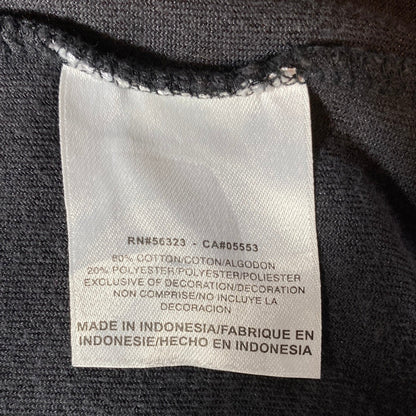 RN#56323 - CA#05553
80% COTTON/COTON/ALGODON
20% POLYESTER/POLYESTER/POLIESTER
EXCLUSIVE OF DECORATION/DECORATION
NON COMPRISE/NO INCLUYE LA
DECORACION
MADE IN INDONESIA/FABRIQUE EN
INDONESIE/HECHO EN INDONESIA